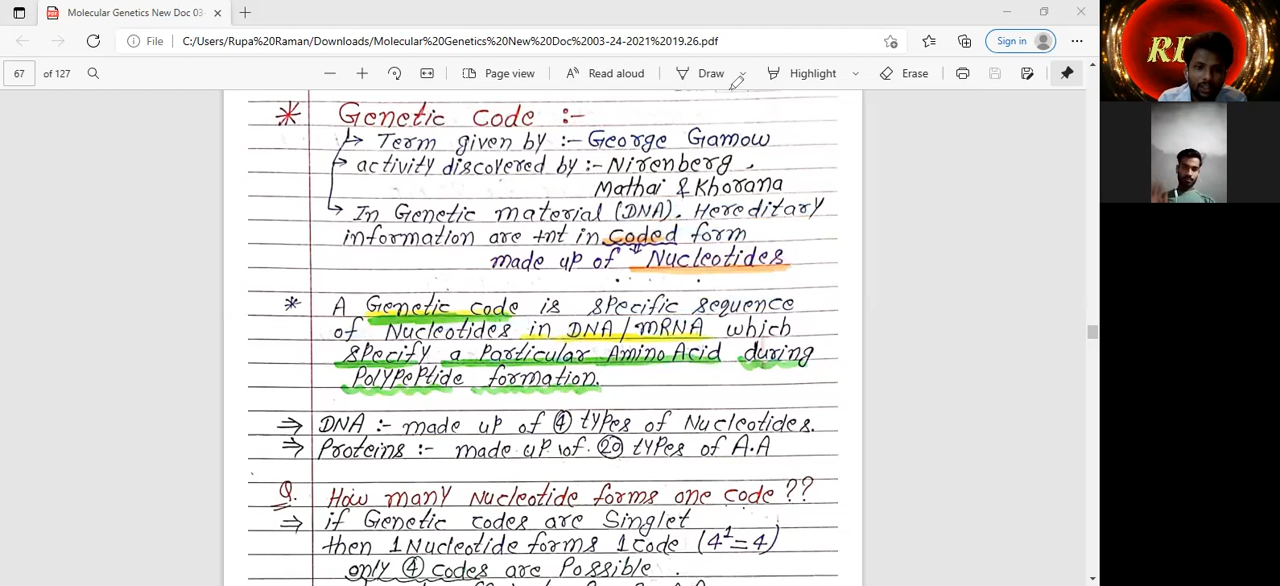 Molecular Genetics New Doc 03-
File C:/Users/Rupa%20Raman/Downloads/Molecular%20Genetics%20New%20Doc%2003-24-2021%2019.26.pdf
Sign in
67 of 127
Page view
Read aloud
Draw
Highlight
Erase
* Genetic Code :-
Term given by :- George Gamow
activity discovered by :- Nirenberg,
Mathai & Khorana
In Genetic material (DNA). Hereditary
information are +nt in coded form
made up of Nucleotides
* A Genetic code is specific sequence
of Nucleotides in DNA/mRNA which
specify a Particular Amino Acid during
Polypeptide formation.
⇒ DNA :- made up of ④ types of Nucleotides.
⇒ Proteins :- made up of ⑳ types of A.A
Q. How many Nucleotide forms one code ??
⇒ if Genetic codes are Singlet
then 1 Nucleotide forms 1 code (4¹=4)
only ④ codes are Possible.